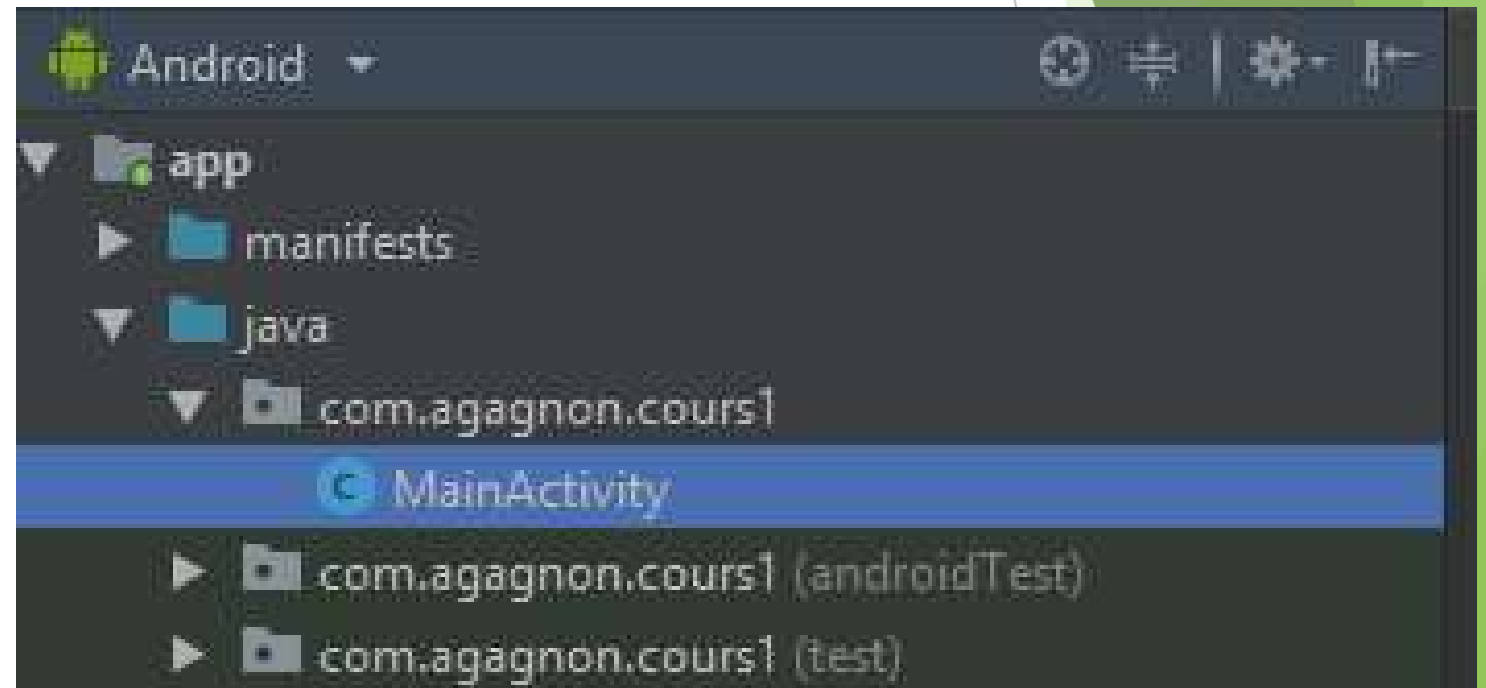 Android
app
manifests
java
com.agagnon.cours1
C MainActivity
com.agagnon.cours1 (androidTest)
com.agagnon.cours1 (test)